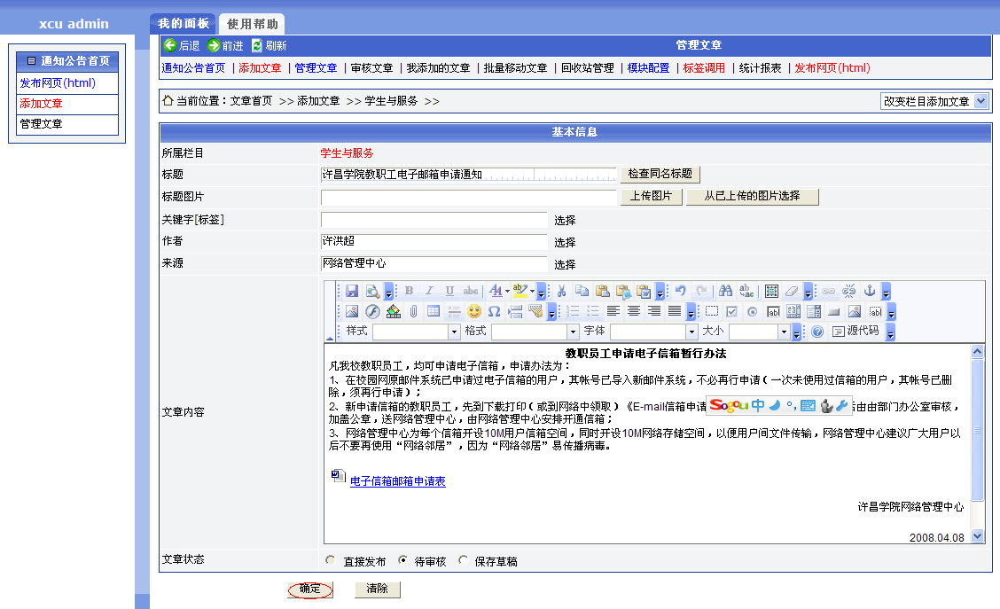 xcu admin
我的面板 使用帮助
后退 前进 刷新 管理文章
通知公告首页 | 添加文章 | 管理文章 | 审核文章 | 我添加的文章 | 批量移动文章 | 回收站管理 | 模块配置 | 标签调用 | 统计报表 | 发布网页(html)
通知公告首页
发布网页(html)
添加文章
管理文章
当前位置：文章首页 >> 添加文章 >> 学生与服务 >> 改变栏目添加文章
基本信息
所属栏目 学生与服务
标题 许昌学院教职工电子邮箱申请通知 检查同名标题
标题图片 上传图片 从已上传的图片选择
关键字[标签] 选择
作者 许洪超 选择
来源 网络管理中心 选择
B I U abc
样式 格式 字体 大小 源代码
文章内容
教职员工申请电子信箱暂行办法
凡我校教职员工，均可申请电子信箱，申请办法为：
1、在校园网原邮件系统已申请过电子信箱的用户，其帐号已导入新邮件系统，不必再行申请（一次未使用过信箱的用户，其帐号已删
除，须再行申请）；
2、新申请信箱的教职员工，先到下载打印（或到网络中领取）《E-mail信箱申请 Sogou 中 后由由部门办公室审核，
加盖公章，送网络管理中心，由网络管理中心安排开通信箱；
3、网络管理中心为每个信箱开设10M用户信箱空间，同时开设10M网络存储空间，以便用户间文件传输，网络管理中心建议广大用户以
后不要再使用“网络邻居”，因为“网络邻居”易传播病毒。
电子信箱邮箱申请表
许昌学院网络管理中心
2008.04.08
文章状态 直接发布 待审核 保存草稿
确定 清除